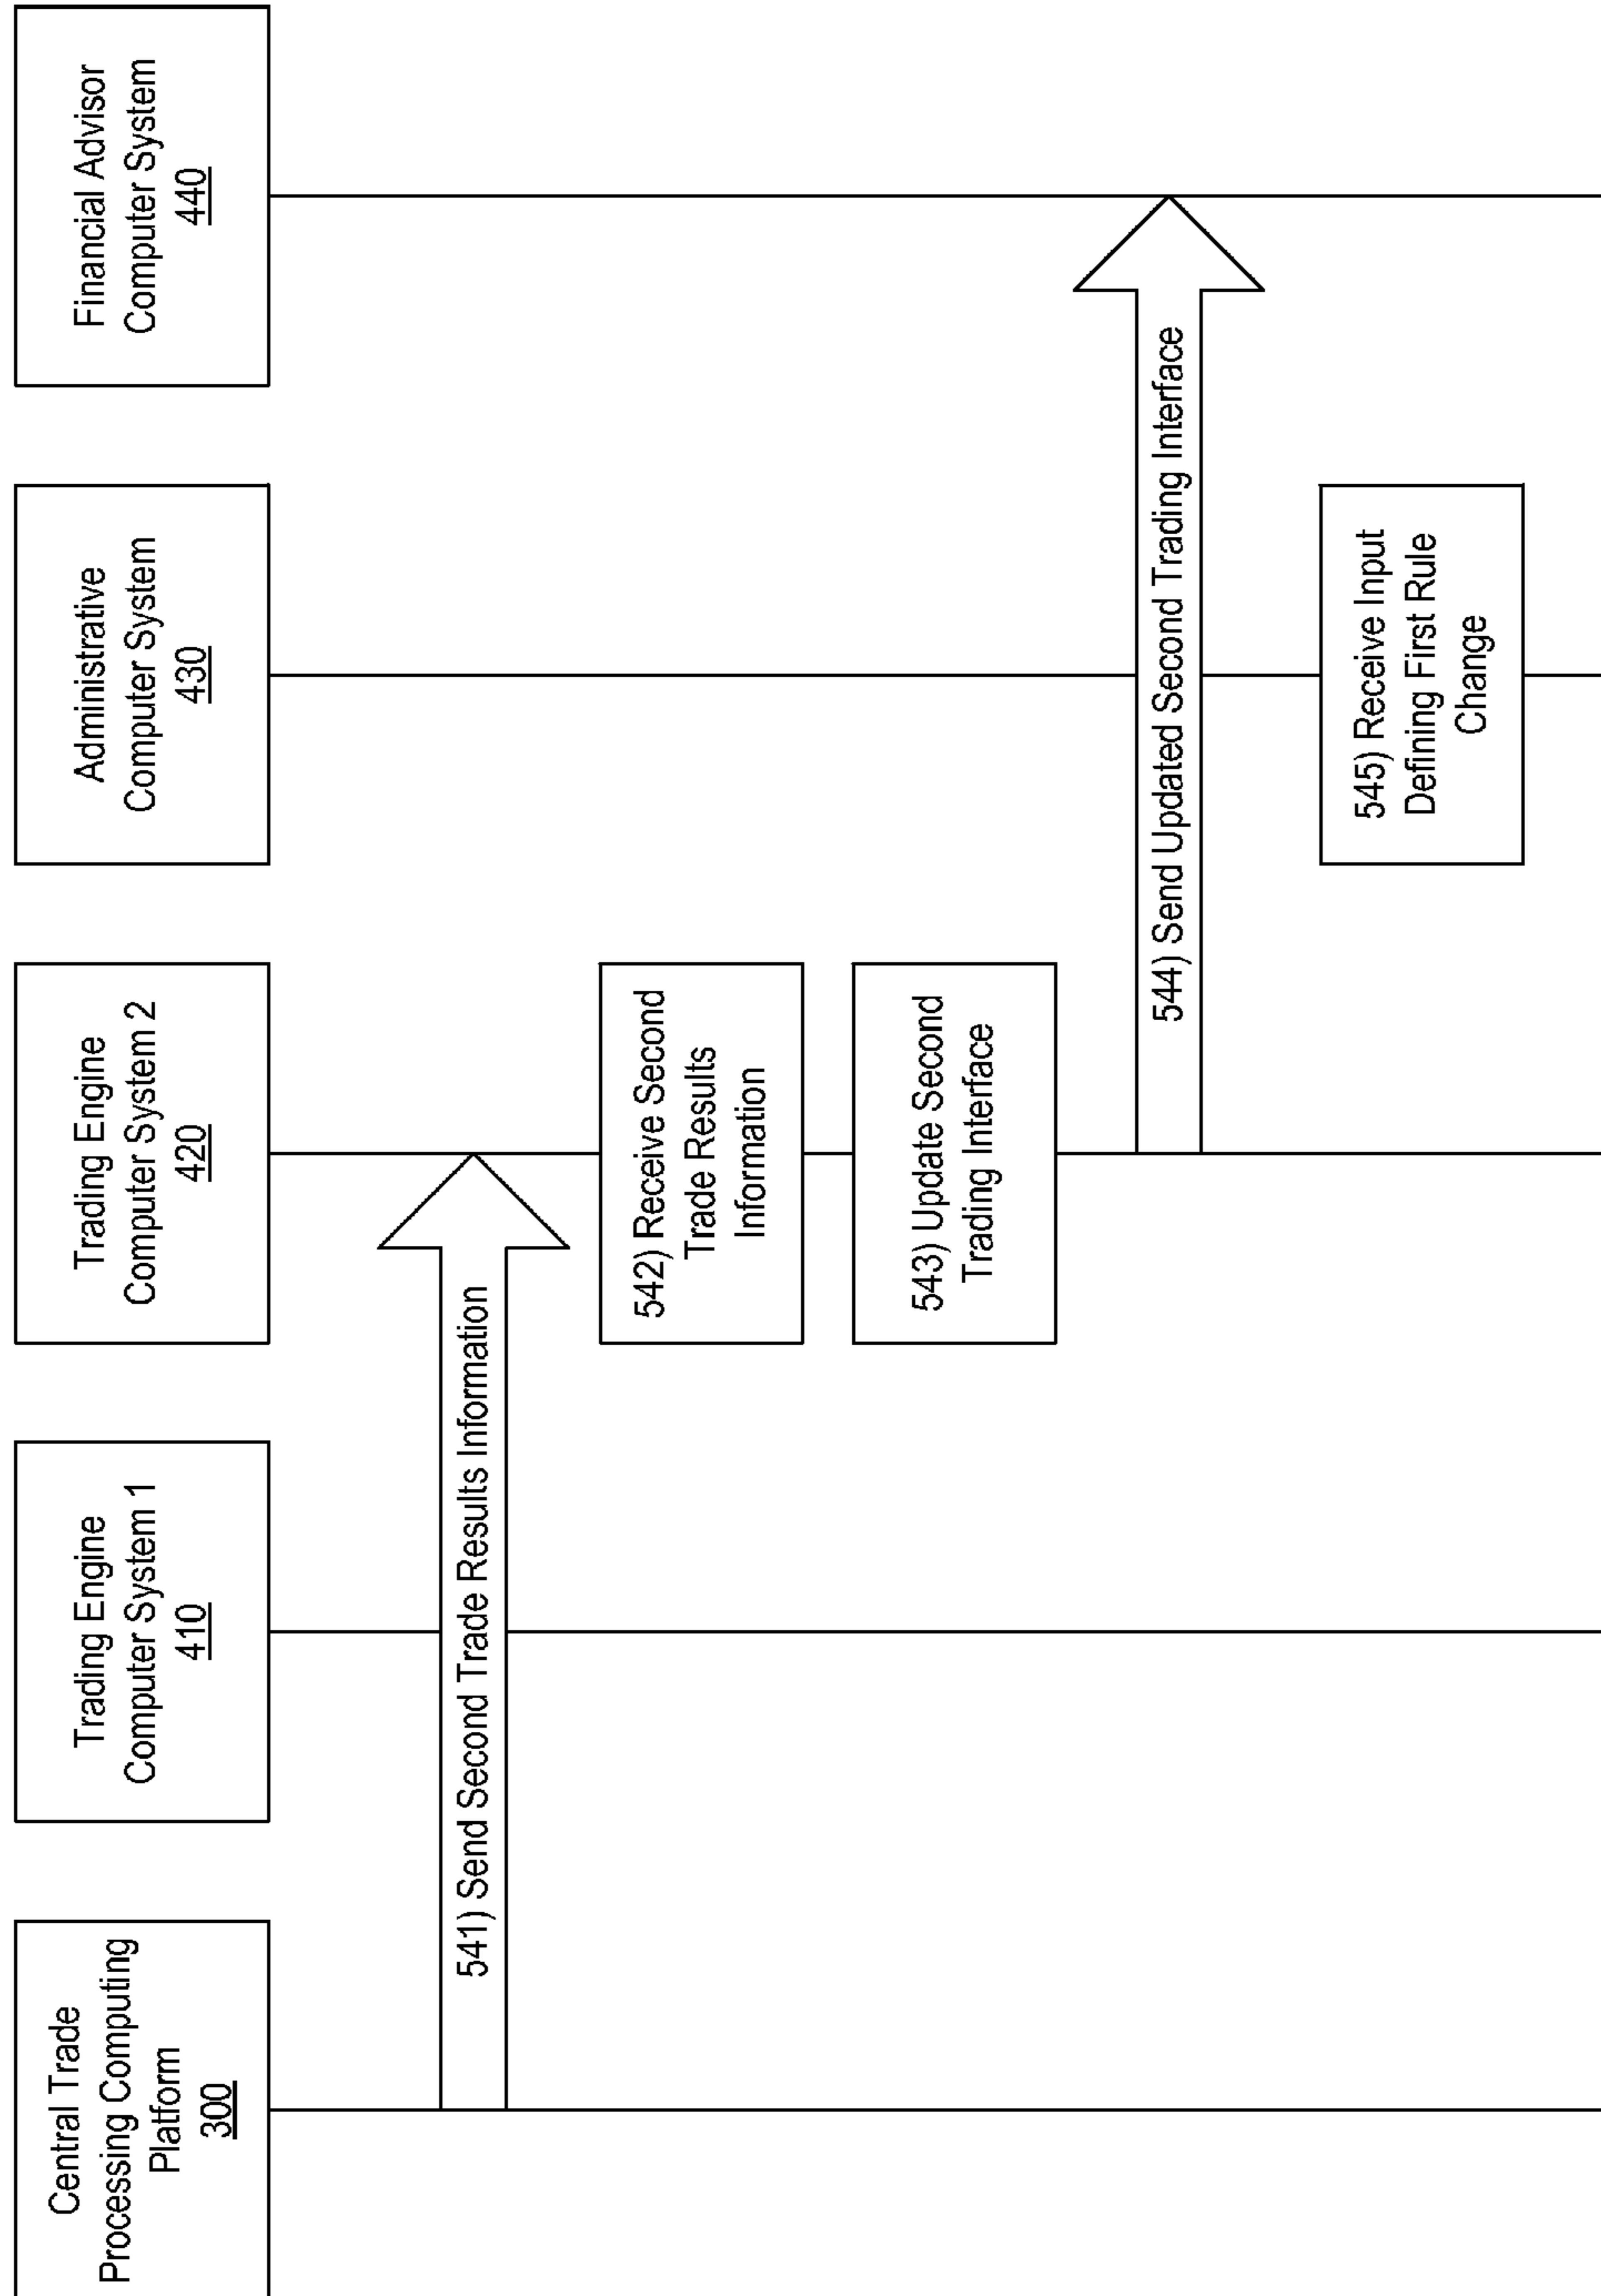 Central Trade
Processing Computing
Platform
300
Trading Engine
Computer System 1
410
Trading Engine
Computer System 2
420
Administrative
Computer System
430
Financial Advisor
Computer System
440
541) Send Second Trade Results Information
542) Receive Second
Trade Results
Information
543) Update Second
Trading Interface
544) Send Updated Second Trading Interface
545) Receive Input
Defining First Rule
Change